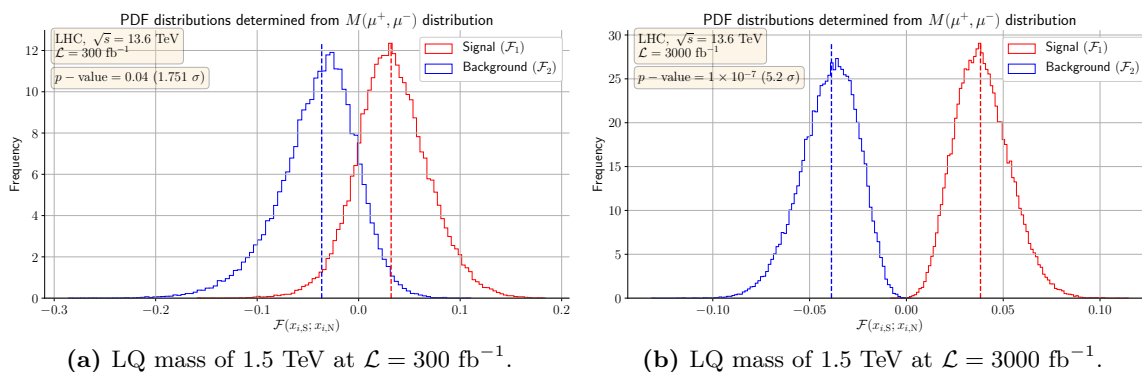 PDF distributions determined from M(μ⁺, μ⁻) distribution
LHC, √s = 13.6 TeV
ℒ = 300 fb⁻¹
p − value = 0.04 (1.751 σ)
Signal (ℱ₁)
Background (ℱ₂)
Frequency
12
10
8
6
4
2
0
−0.3 −0.2 −0.1 0.0 0.1 0.2
ℱ(xᵢ,S; xᵢ,N)
(a) LQ mass of 1.5 TeV at ℒ = 300 fb⁻¹.
PDF distributions determined from M(μ⁺, μ⁻) distribution
LHC, √s = 13.6 TeV
ℒ = 3000 fb⁻¹
p − value = 1 × 10⁻⁷ (5.2 σ)
Signal (ℱ₁)
Background (ℱ₂)
Frequency
30
25
20
15
10
5
0
−0.10 −0.05 0.00 0.05 0.10
ℱ(xᵢ,S; xᵢ,N)
(b) LQ mass of 1.5 TeV at ℒ = 3000 fb⁻¹.